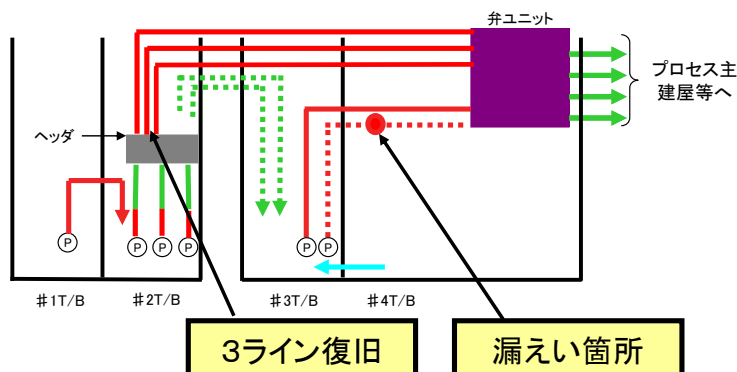 弁ユニット
プロセス主
建屋等へ
ヘッダ
P
P
P
P
P
P
#1T/B
#2T/B
#3T/B
#4T/B
3ライン復旧
漏えい箇所